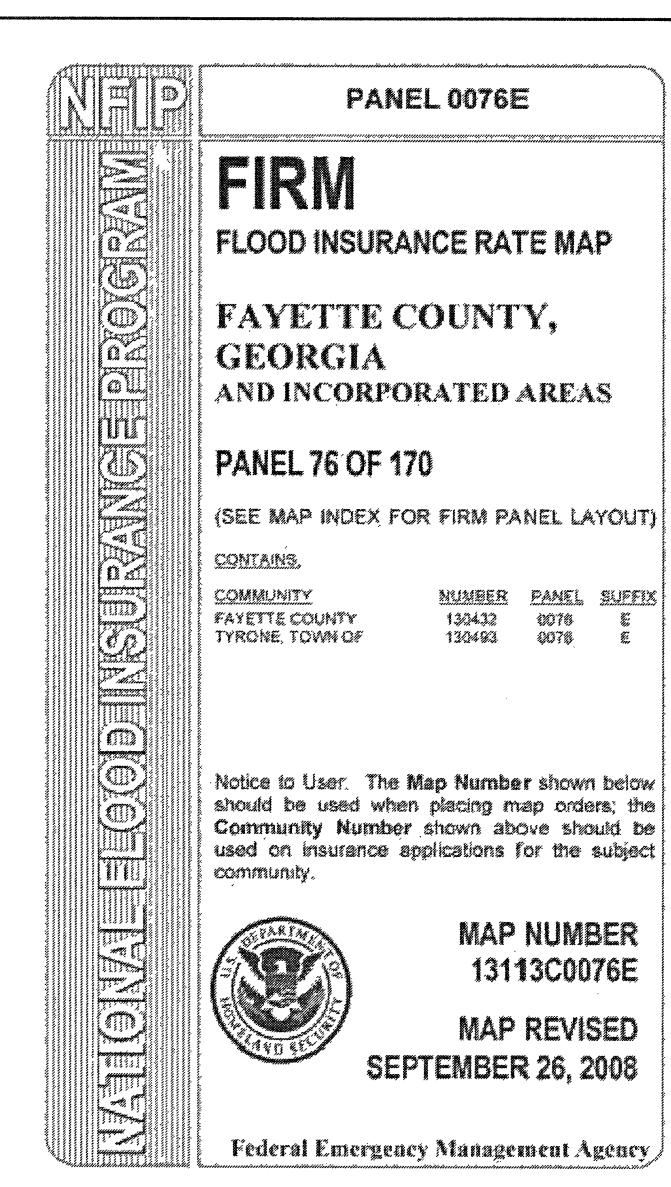 NFIP
PANEL 0076E
NATIONAL FLOOD INSURANCE PROGRAM
FIRM
FLOOD INSURANCE RATE MAP
FAYETTE COUNTY,
GEORGIA
AND INCORPORATED AREAS
PANEL 76 OF 170
(SEE MAP INDEX FOR FIRM PANEL LAYOUT)
CONTAINS,
COMMUNITY NUMBER PANEL SUFFIX
FAYETTE COUNTY 130432 0076 E
TYRONE, TOWN OF 130493 0076 E
Notice to User. The Map Number shown below
should be used when placing map orders; the
Community Number shown above should be
used on insurance applications for the subject
community.
U.S. DEPARTMENT OF HOMELAND SECURITY
MAP NUMBER
13113C0076E
MAP REVISED
SEPTEMBER 26, 2008
Federal Emergency Management Agency